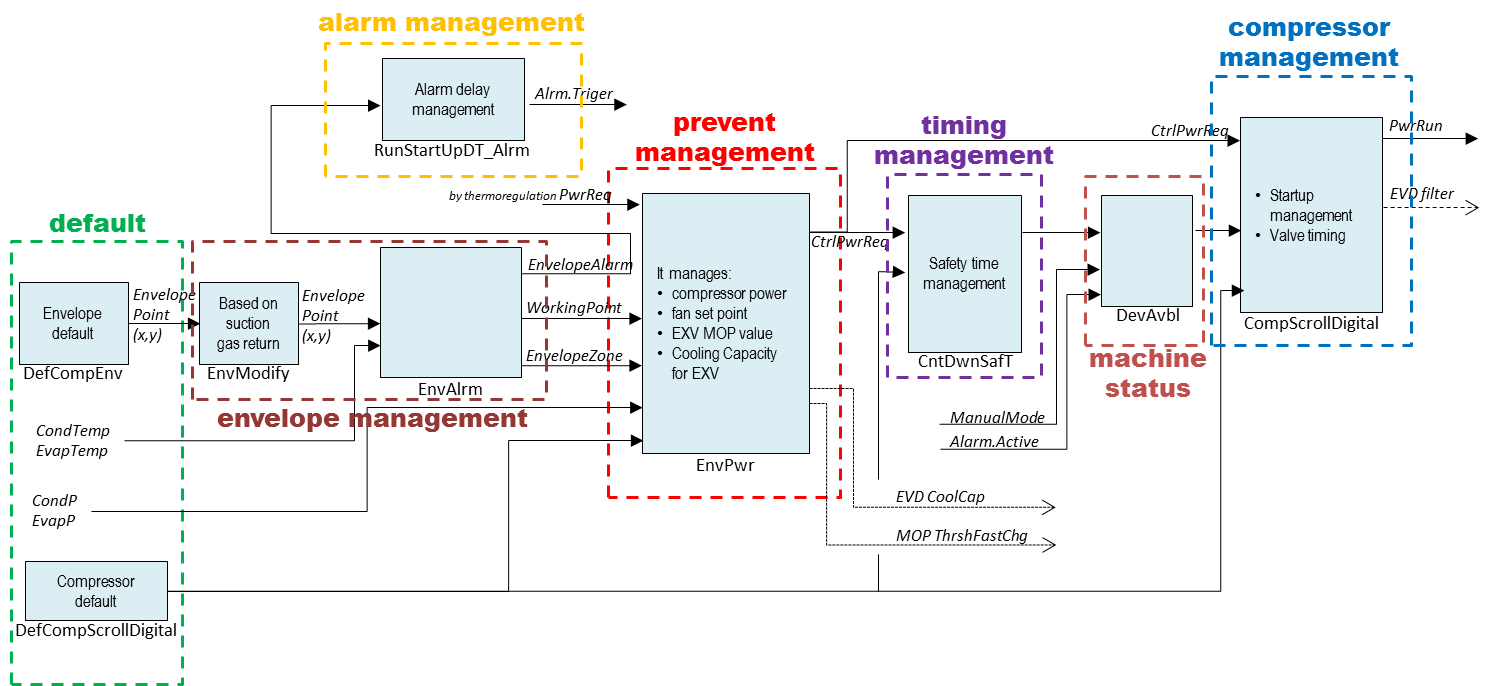 alarm management
Alarm delay
management
RunStartUpDT_Alrm
Alrm.Triger
compressor
management
CtrlPwrReq
PwrRun
EVD filter
• Startup
management
• Valve timing
CompScrollDigital
prevent
management
by thermoregulation PwrReq
It manages:
• compressor power
• fan set point
• EXV MOP value
• Cooling Capacity
for EXV
EnvPwr
timing
management
CtrlPwrReq
Safety time
management
CntDwnSafT
DevAvbl
machine
status
default
Envelope
default
DefCompEnv
Envelope
Point
(x,y)
Based on
suction
gas return
EnvModify
Envelope
Point
(x,y)
EnvAlrm
EnvelopeAlarm
WorkingPoint
EnvelopeZone
envelope management
CondTemp
EvapTemp
CondP
EvapP
ManualMode
Alarm.Active
EVD CoolCap
MOP ThrshFastChg
Compressor
default
DefCompScrollDigital